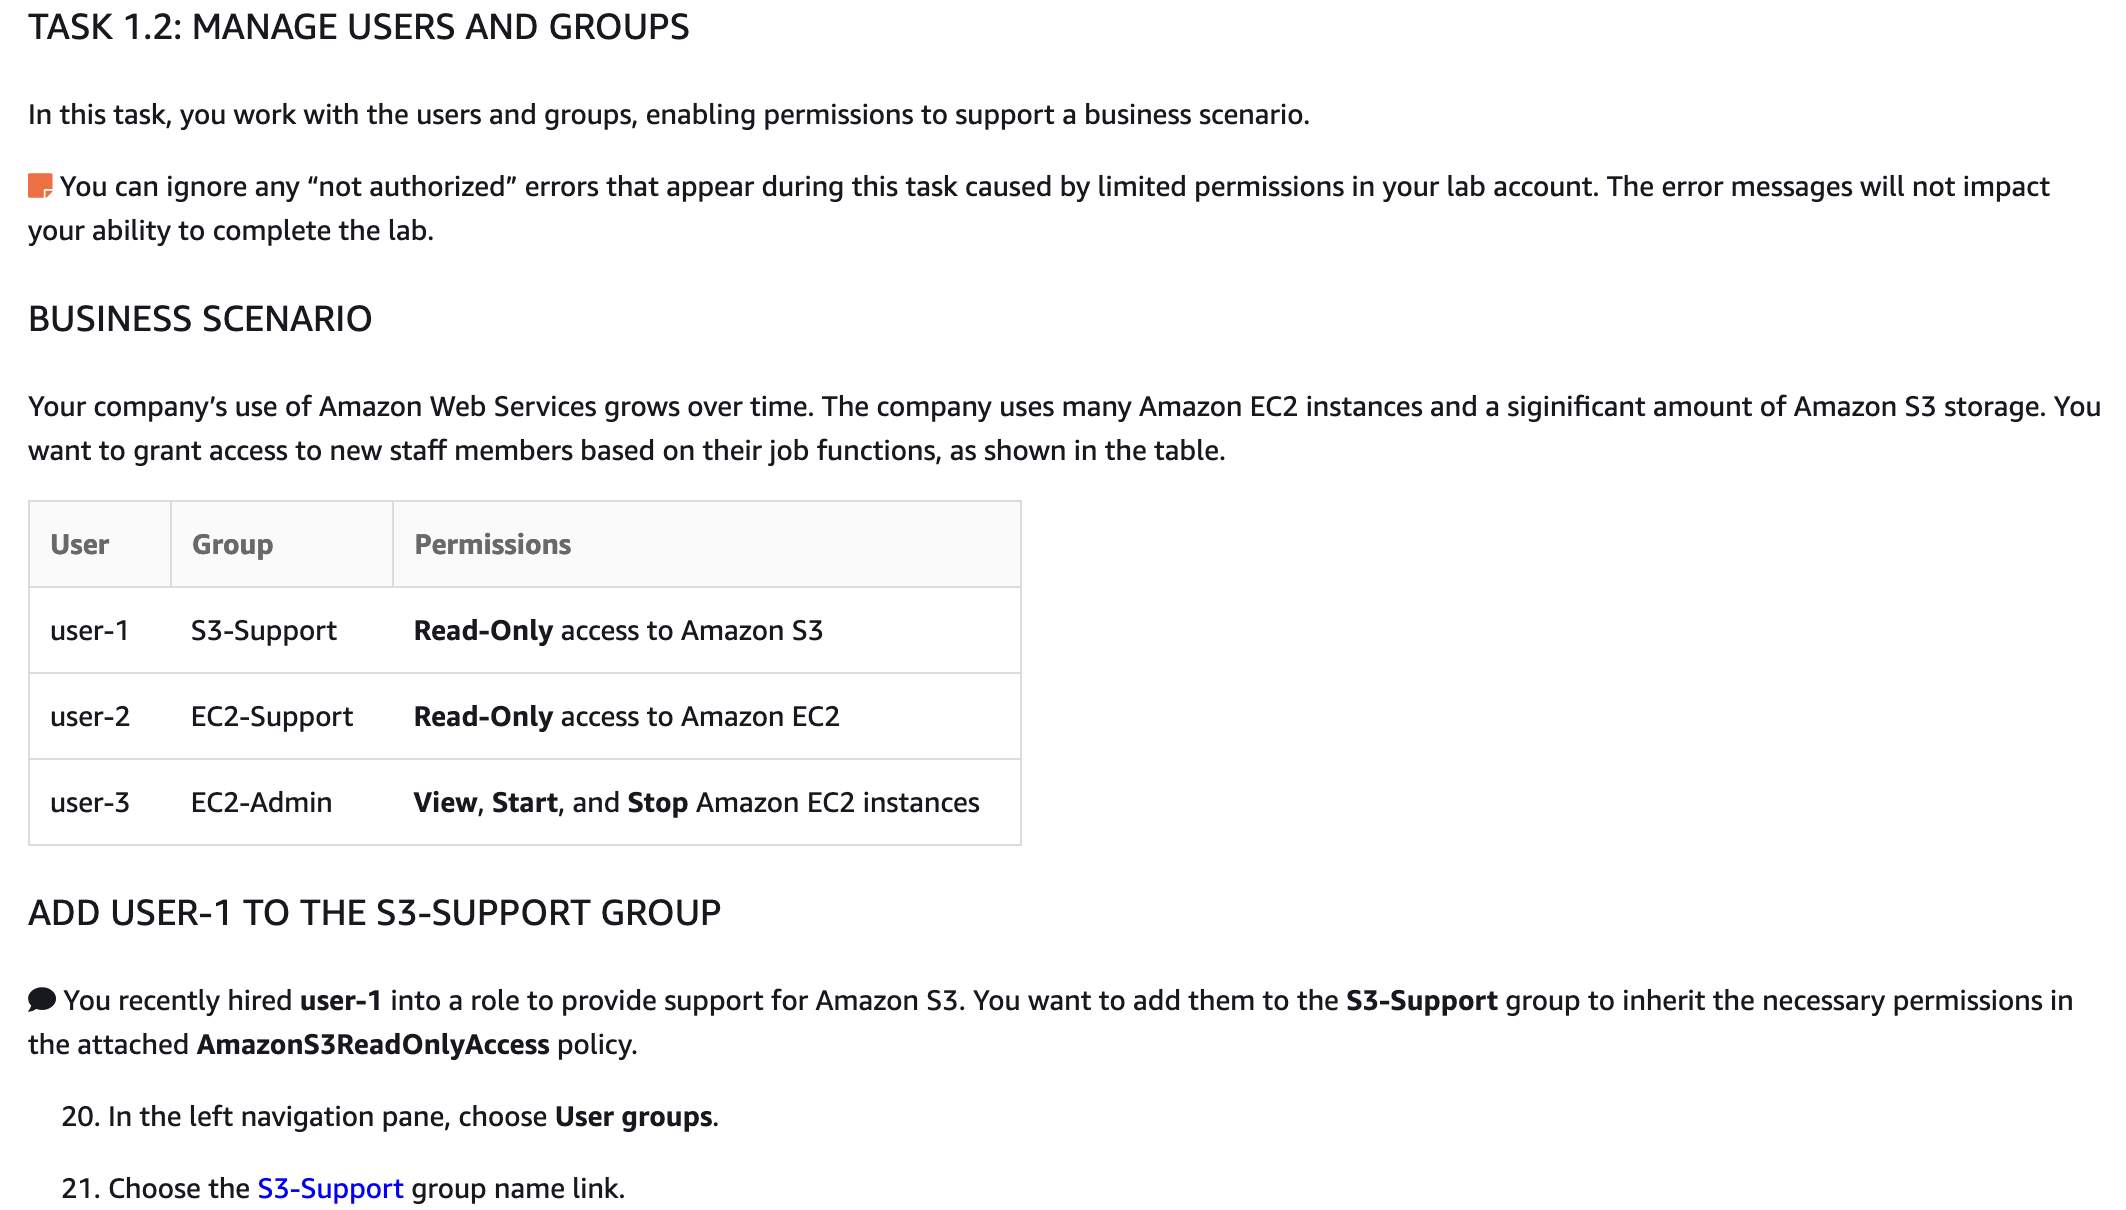 TASK 1.2: MANAGE USERS AND GROUPS
In this task, you work with the users and groups, enabling permissions to support a business scenario.
You can ignore any “not authorized” errors that appear during this task caused by limited permissions in your lab account. The error messages will not impact
your ability to complete the lab.
BUSINESS SCENARIO
Your company’s use of Amazon Web Services grows over time. The company uses many Amazon EC2 instances and a siginificant amount of Amazon S3 storage. You
want to grant access to new staff members based on their job functions, as shown in the table.
User Group Permissions
user-1 S3-Support Read-Only access to Amazon S3
user-2 EC2-Support Read-Only access to Amazon EC2
user-3 EC2-Admin View, Start, and Stop Amazon EC2 instances
ADD USER-1 TO THE S3-SUPPORT GROUP
You recently hired user-1 into a role to provide support for Amazon S3. You want to add them to the S3-Support group to inherit the necessary permissions in
the attached AmazonS3ReadOnlyAccess policy.
20. In the left navigation pane, choose User groups.
21. Choose the S3-Support group name link.